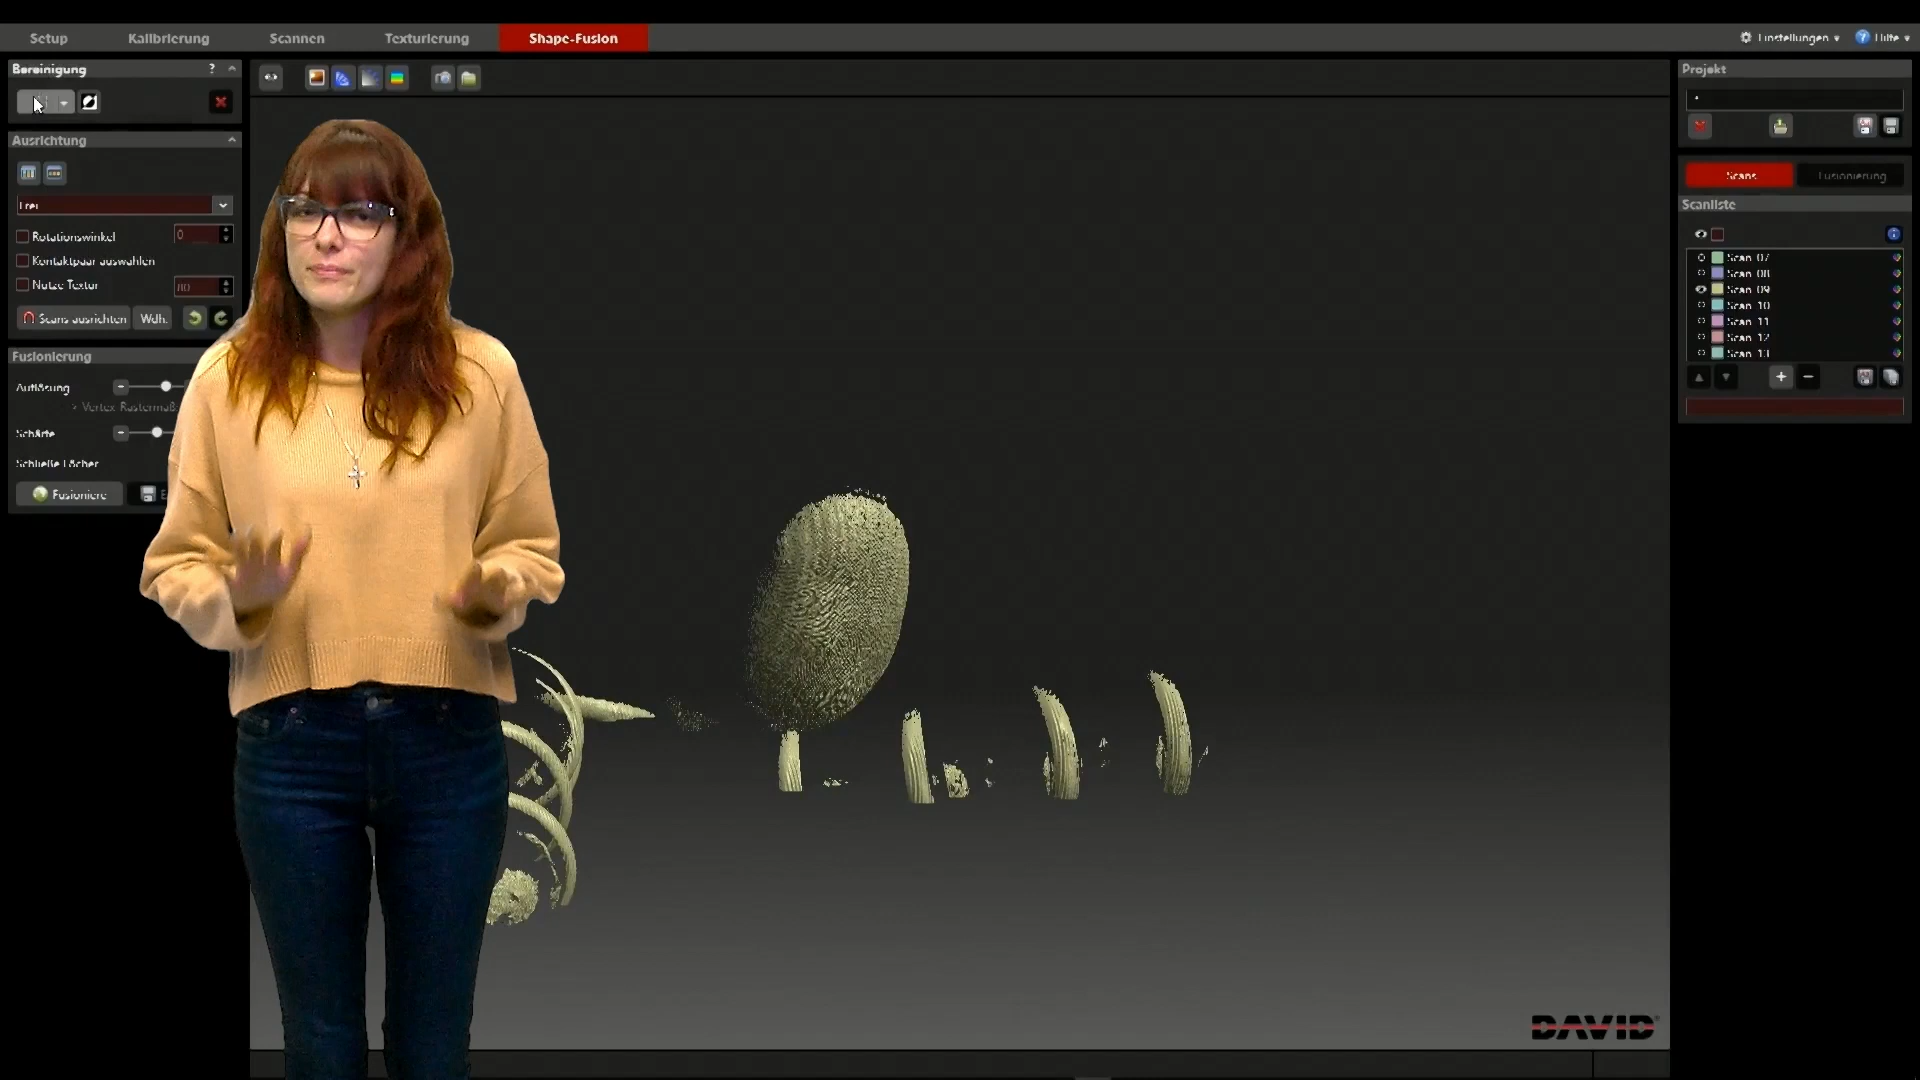 Setup Kalibrierung Scannen Texturierung Shape-Fusion Einstellungen Hilfe
Bereinigung ?
Ausrichtung
Frei
Rotationswinkel 0
Kontaktpaar auswählen
Nutze Textur 80
Scans ausrichten Wdh.
Fusionierung
Auflösung
> Vertex-Rastermaß:
Schärfe
Schließe Löcher
Fusioniere E
Projekt
*
Scans Fusionierung
Scanliste
Scan 07
Scan 08
Scan 09
Scan 10
Scan 11
Scan 12
Scan 13
DAVID